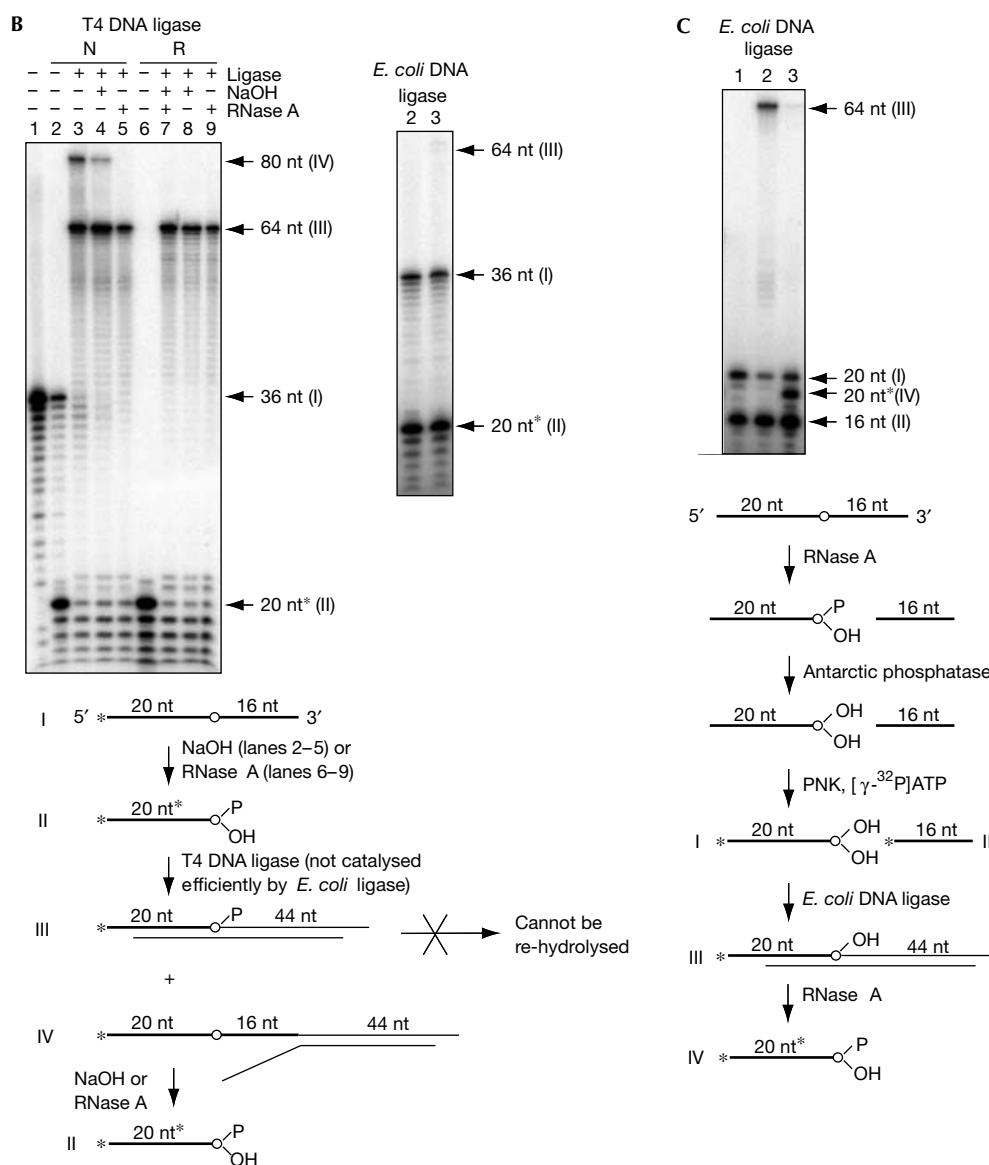 B
T4 DNA ligase
N R
– – + + + – + + + Ligase
– – – + – – + + – NaOH
– – – – + – + – + RNase A
1 2 3 4 5 6 7 8 9
80 nt (IV)
64 nt (III)
36 nt (I)
20 nt* (II)
E. coli DNA
ligase
2 3
64 nt (III)
36 nt (I)
20 nt* (II)
I 5′ * 20 nt 16 nt 3′
NaOH (lanes 2–5) or
RNase A (lanes 6–9)
II * 20 nt* P
OH
T4 DNA ligase (not catalysed
efficiently by E. coli ligase)
III * 20 nt P 44 nt
Cannot be
re-hydrolysed
+
IV * 20 nt 16 nt 44 nt
NaOH or
RNase A
II * 20 nt* P
OH
C
E. coli DNA
ligase
1 2 3
64 nt (III)
20 nt (I)
20 nt*(IV)
16 nt (II)
5′ 20 nt 16 nt 3′
RNase A
20 nt P
OH 16 nt
Antarctic phosphatase
20 nt OH
OH 16 nt
PNK, [γ-³²P]ATP
I * 20 nt OH
OH * 16 nt II
E. coli DNA ligase
III * 20 nt OH 44 nt
RNase A
IV * 20 nt* P
OH